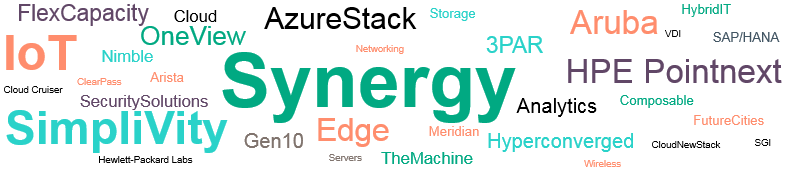 FlexCapacity
Cloud
AzureStack
Storage
Aruba
HybridIT
OneView
IoT
Nimble
Networking
3PAR
VDI
SAP/HANA
ClearPass
Arista
Synergy
HPE Pointnext
Cloud Cruiser
SecuritySolutions
Analytics
Composable
SimpliVity
Gen10
Edge
Meridian
Hyperconverged
FutureCities
CloudNewStack
SGI
Hewlett-Packard Labs
Servers
TheMachine
Wireless